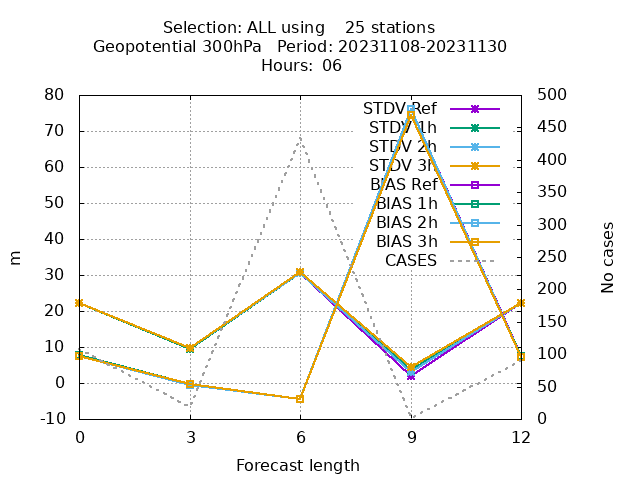 Selection: ALL using    25 stations
Geopotential 300hPa   Period: 20231108-20231130
Hours: 06
80
70
60
50
40
30
20
10
0
-10
m
500
450
400
350
300
250
200
150
100
50
0
No cases
STDV Ref
STDV 1h
STDV 2h
STDV 3h
BIAS Ref
BIAS 1h
BIAS 2h
BIAS 3h
CASES
0 3 6 9 12
Forecast length